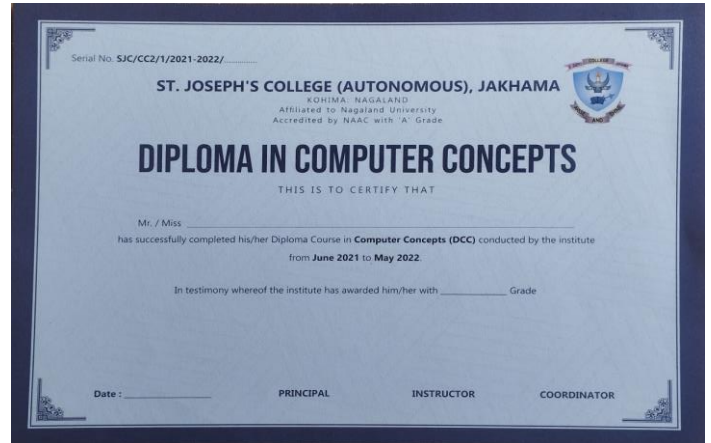 Serial No. SJC/CC2/1/2021-2022/............
ST. JOSEPH'S COLLEGE (AUTONOMOUS), JAKHAMA
KOHIMA: NAGALAND
Affiliated to Nagaland University
Accredited by NAAC with 'A' Grade
DIPLOMA IN COMPUTER CONCEPTS
THIS IS TO CERTIFY THAT
Mr. / Miss ____________________
has successfully completed his/her Diploma Course in Computer Concepts (DCC) conducted by the institute
from June 2021 to May 2022.
In testimony whereof the institute has awarded him/her with ______________ Grade
Date : ____________________ PRINCIPAL INSTRUCTOR COORDINATOR